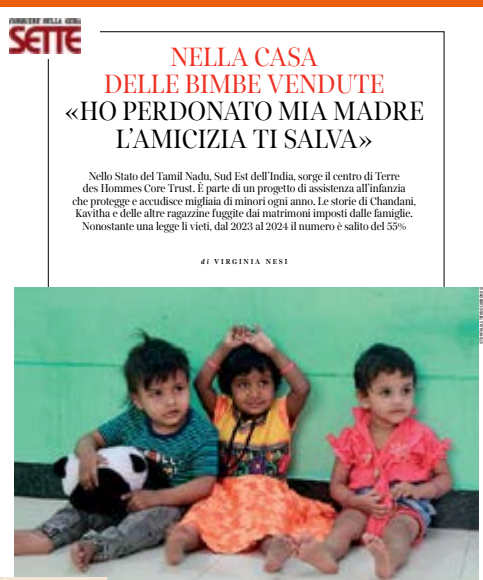 CORRIERE DELLA SERA
SETTE
NELLA CASA
DELLE BIMBE VENDUTE
«HO PERDONATO MIA MADRE
L'AMICIZIA TI SALVA»
Nello Stato del Tamil Nadu, Sud Est dell'India, sorge il centro di Terre
des Hommes Core Trust. È parte di un progetto di assistenza all'infanzia
che protegge e accudisce migliaia di minori ogni anno. Le storie di Chandani,
Kavitha e delle altre ragazzine fuggite dai matrimoni imposti dalle famiglie.
Nonostante una legge li vieti, dal 2023 al 2024 il numero è salito del 55%
di VIRGINIA NESI